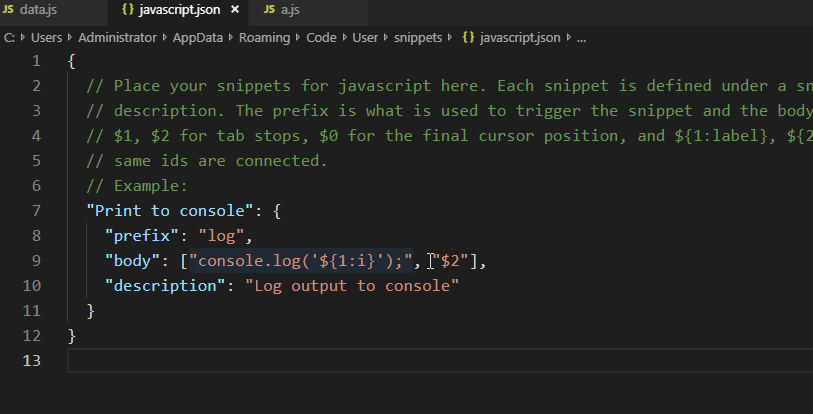 JS data.js {} javascript.json × JS a.js
C: › Users › Administrator › AppData › Roaming › Code › User › snippets › {} javascript.json › ...
1 {
2 // Place your snippets for javascript here. Each snippet is defined under a sn
3 // description. The prefix is what is used to trigger the snippet and the body
4 // $1, $2 for tab stops, $0 for the final cursor position, and ${1:label}, ${2
5 // same ids are connected.
6 // Example:
7 "Print to console": {
8 "prefix": "log",
9 "body": ["console.log('${1:i}');", "$2"],
10 "description": "Log output to console"
11 }
12 }
13